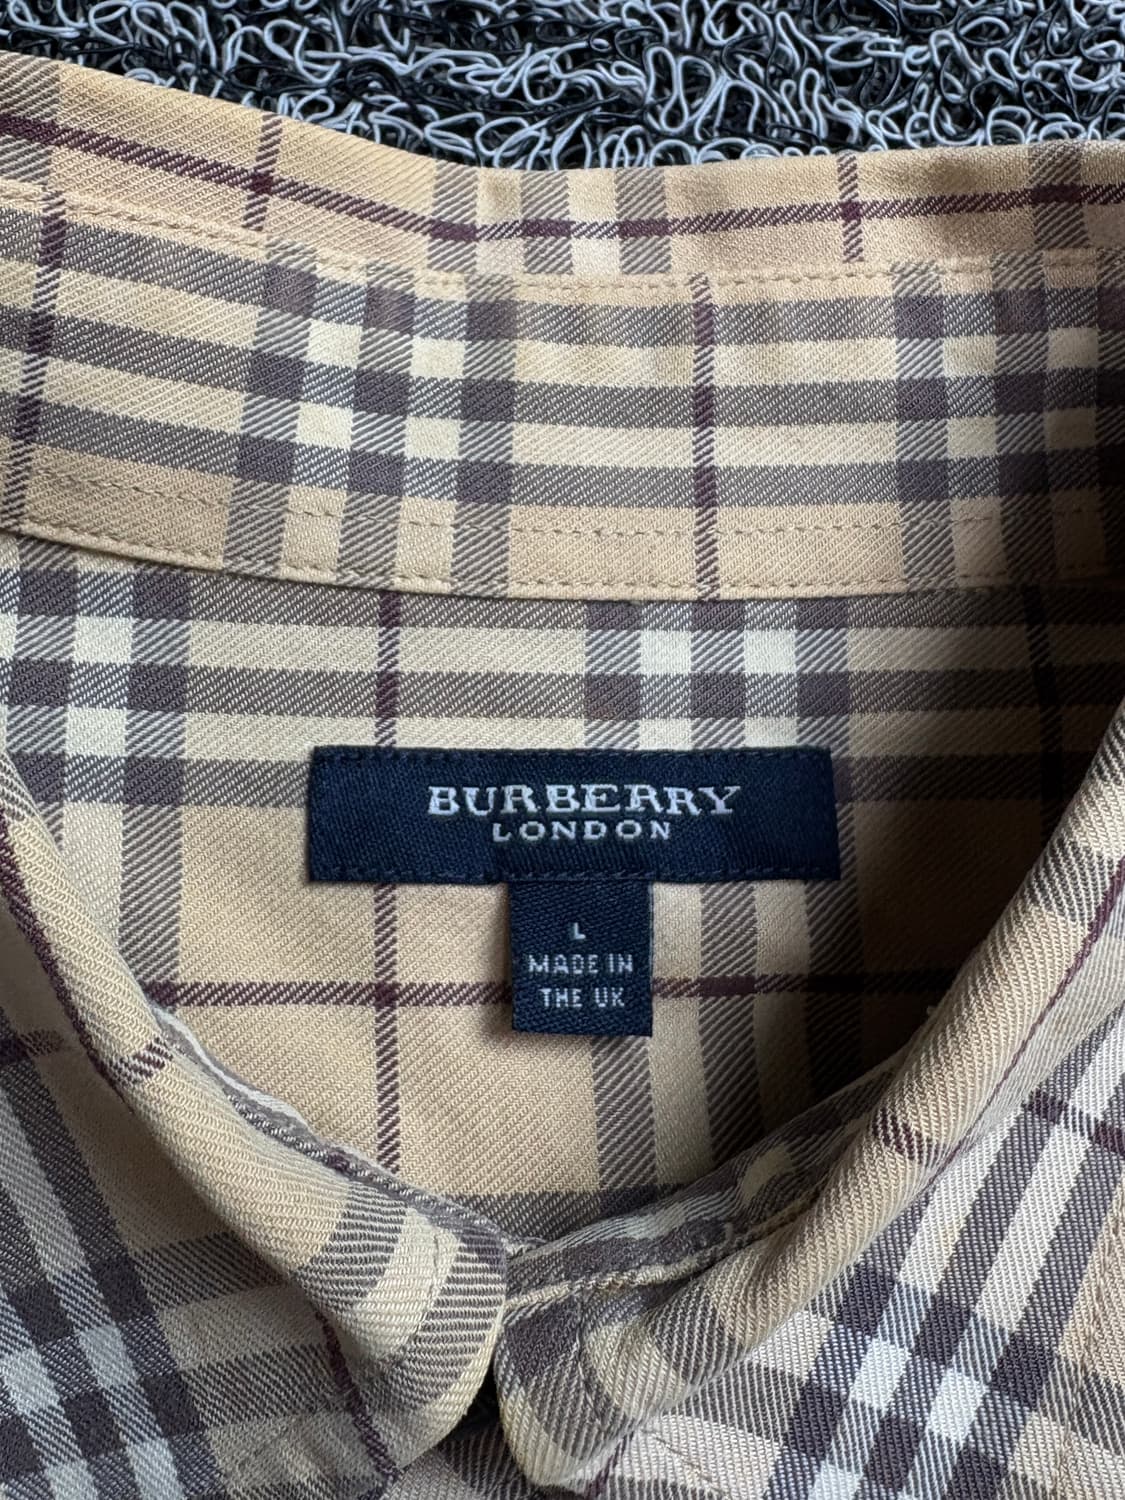 BURBERRY
LONDON
L
MADE IN
THE UK